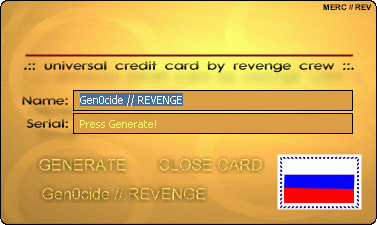 MERC # REV
.:: universal credit card by revenge crew ::.
Name: Gen0cide // REVENGE
Serial: Press Generate!
GENERATE CLOSE CARD
Gen0cide // REVENGE